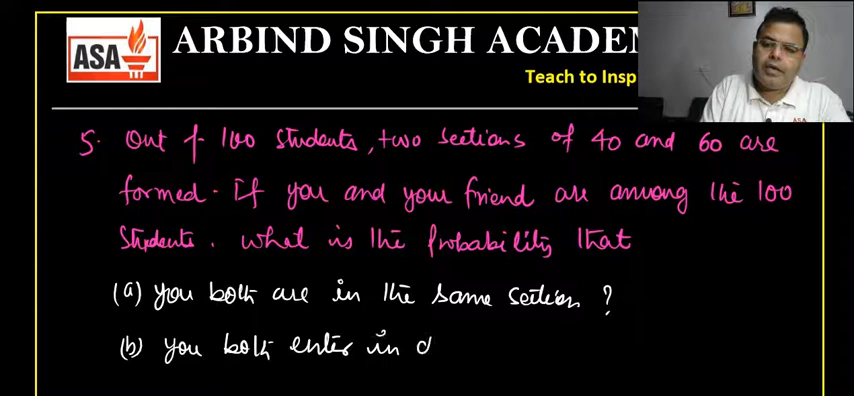 ASA
ARBIND SINGH ACADEM
Teach to Insp
5. Out of 100 students, two sections of 40 and 60 are
formed. If you and your friend are among the 100
students. What is the probability that
(a) you both are in the same section?
(b) you both enter in d